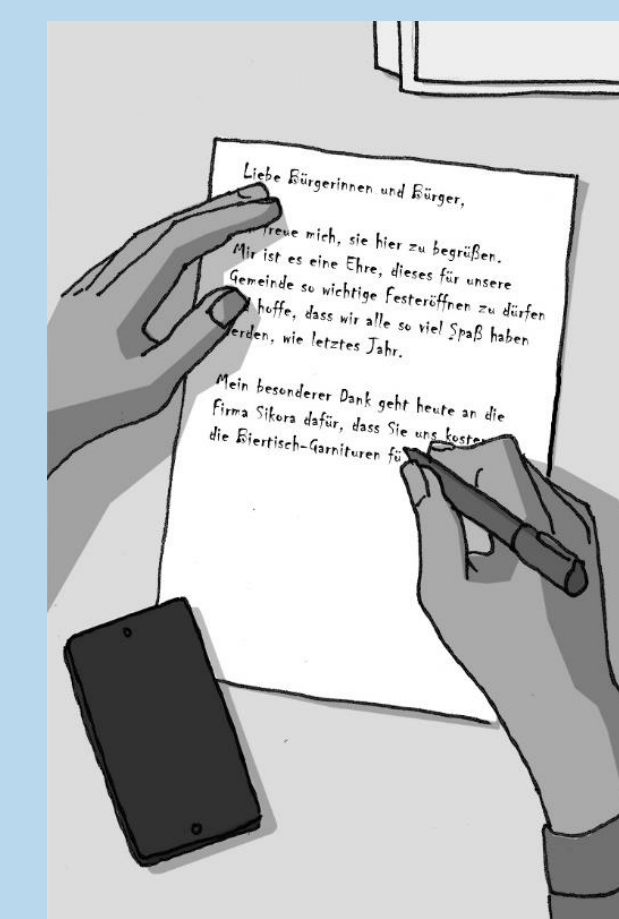 Liebe Bürgerinnen und Bürger,
freue mich, sie hier zu begrüßen.
Mir ist es eine Ehre, dieses für unsere
Gemeinde so wichtige Festeröffnen zu dürfen
hoffe, dass wir alle so viel Spaß haben
werden, wie letztes Jahr.
Mein besonderer Dank geht heute an die
Firma Sikora dafür, dass Sie uns
die Biertisch-Garnituren